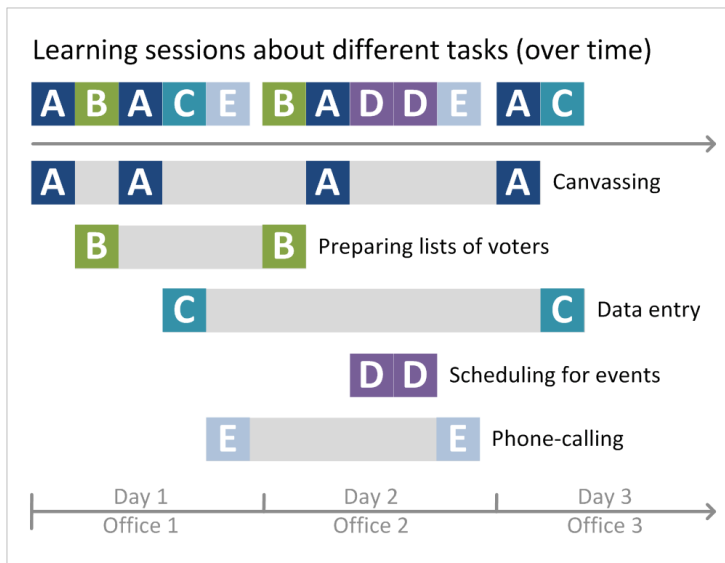 Learning sessions about different tasks (over time)
A B A C E B A D D E A C
A A A A Canvassing
B B Preparing lists of voters
C C Data entry
D D Scheduling for events
E E Phone-calling
Day 1 Day 2 Day 3
Office 1 Office 2 Office 3